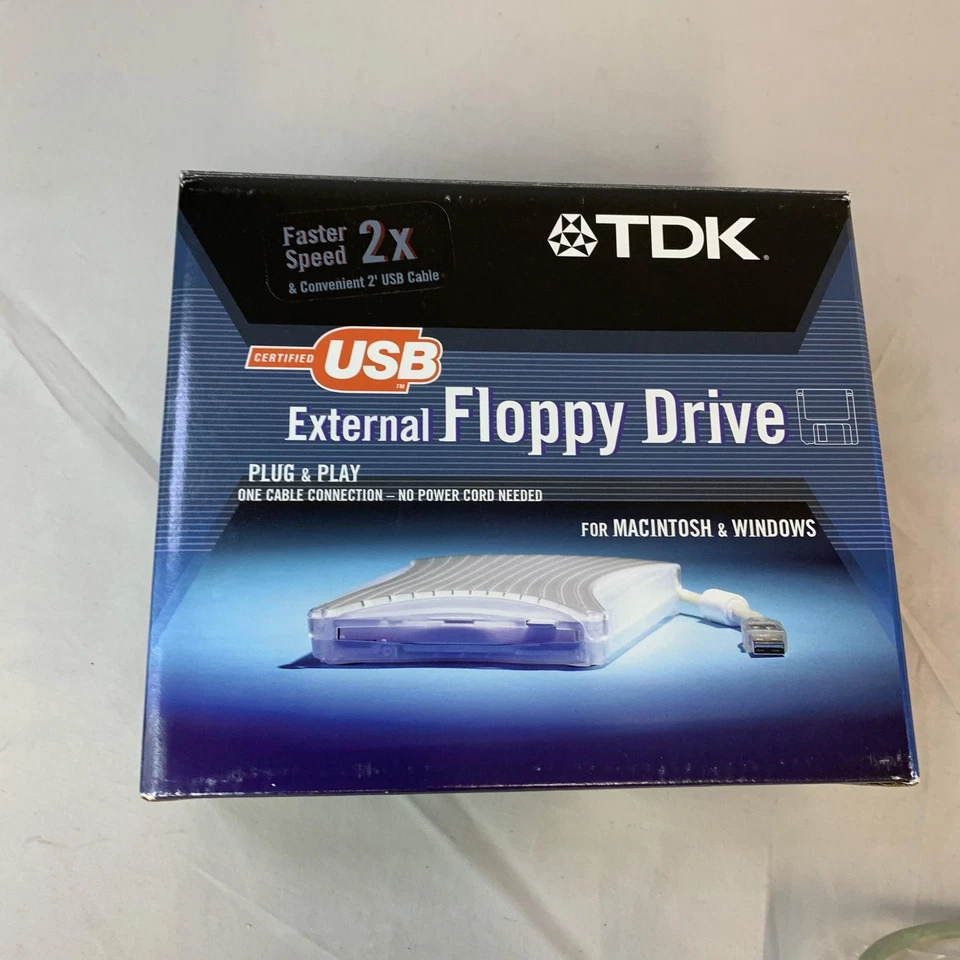 Faster
Speed 2x
& Convenient 2' USB Cable
TDK.
CERTIFIED USB™
External Floppy Drive
PLUG & PLAY
ONE CABLE CONNECTION – NO POWER CORD NEEDED
FOR MACINTOSH & WINDOWS